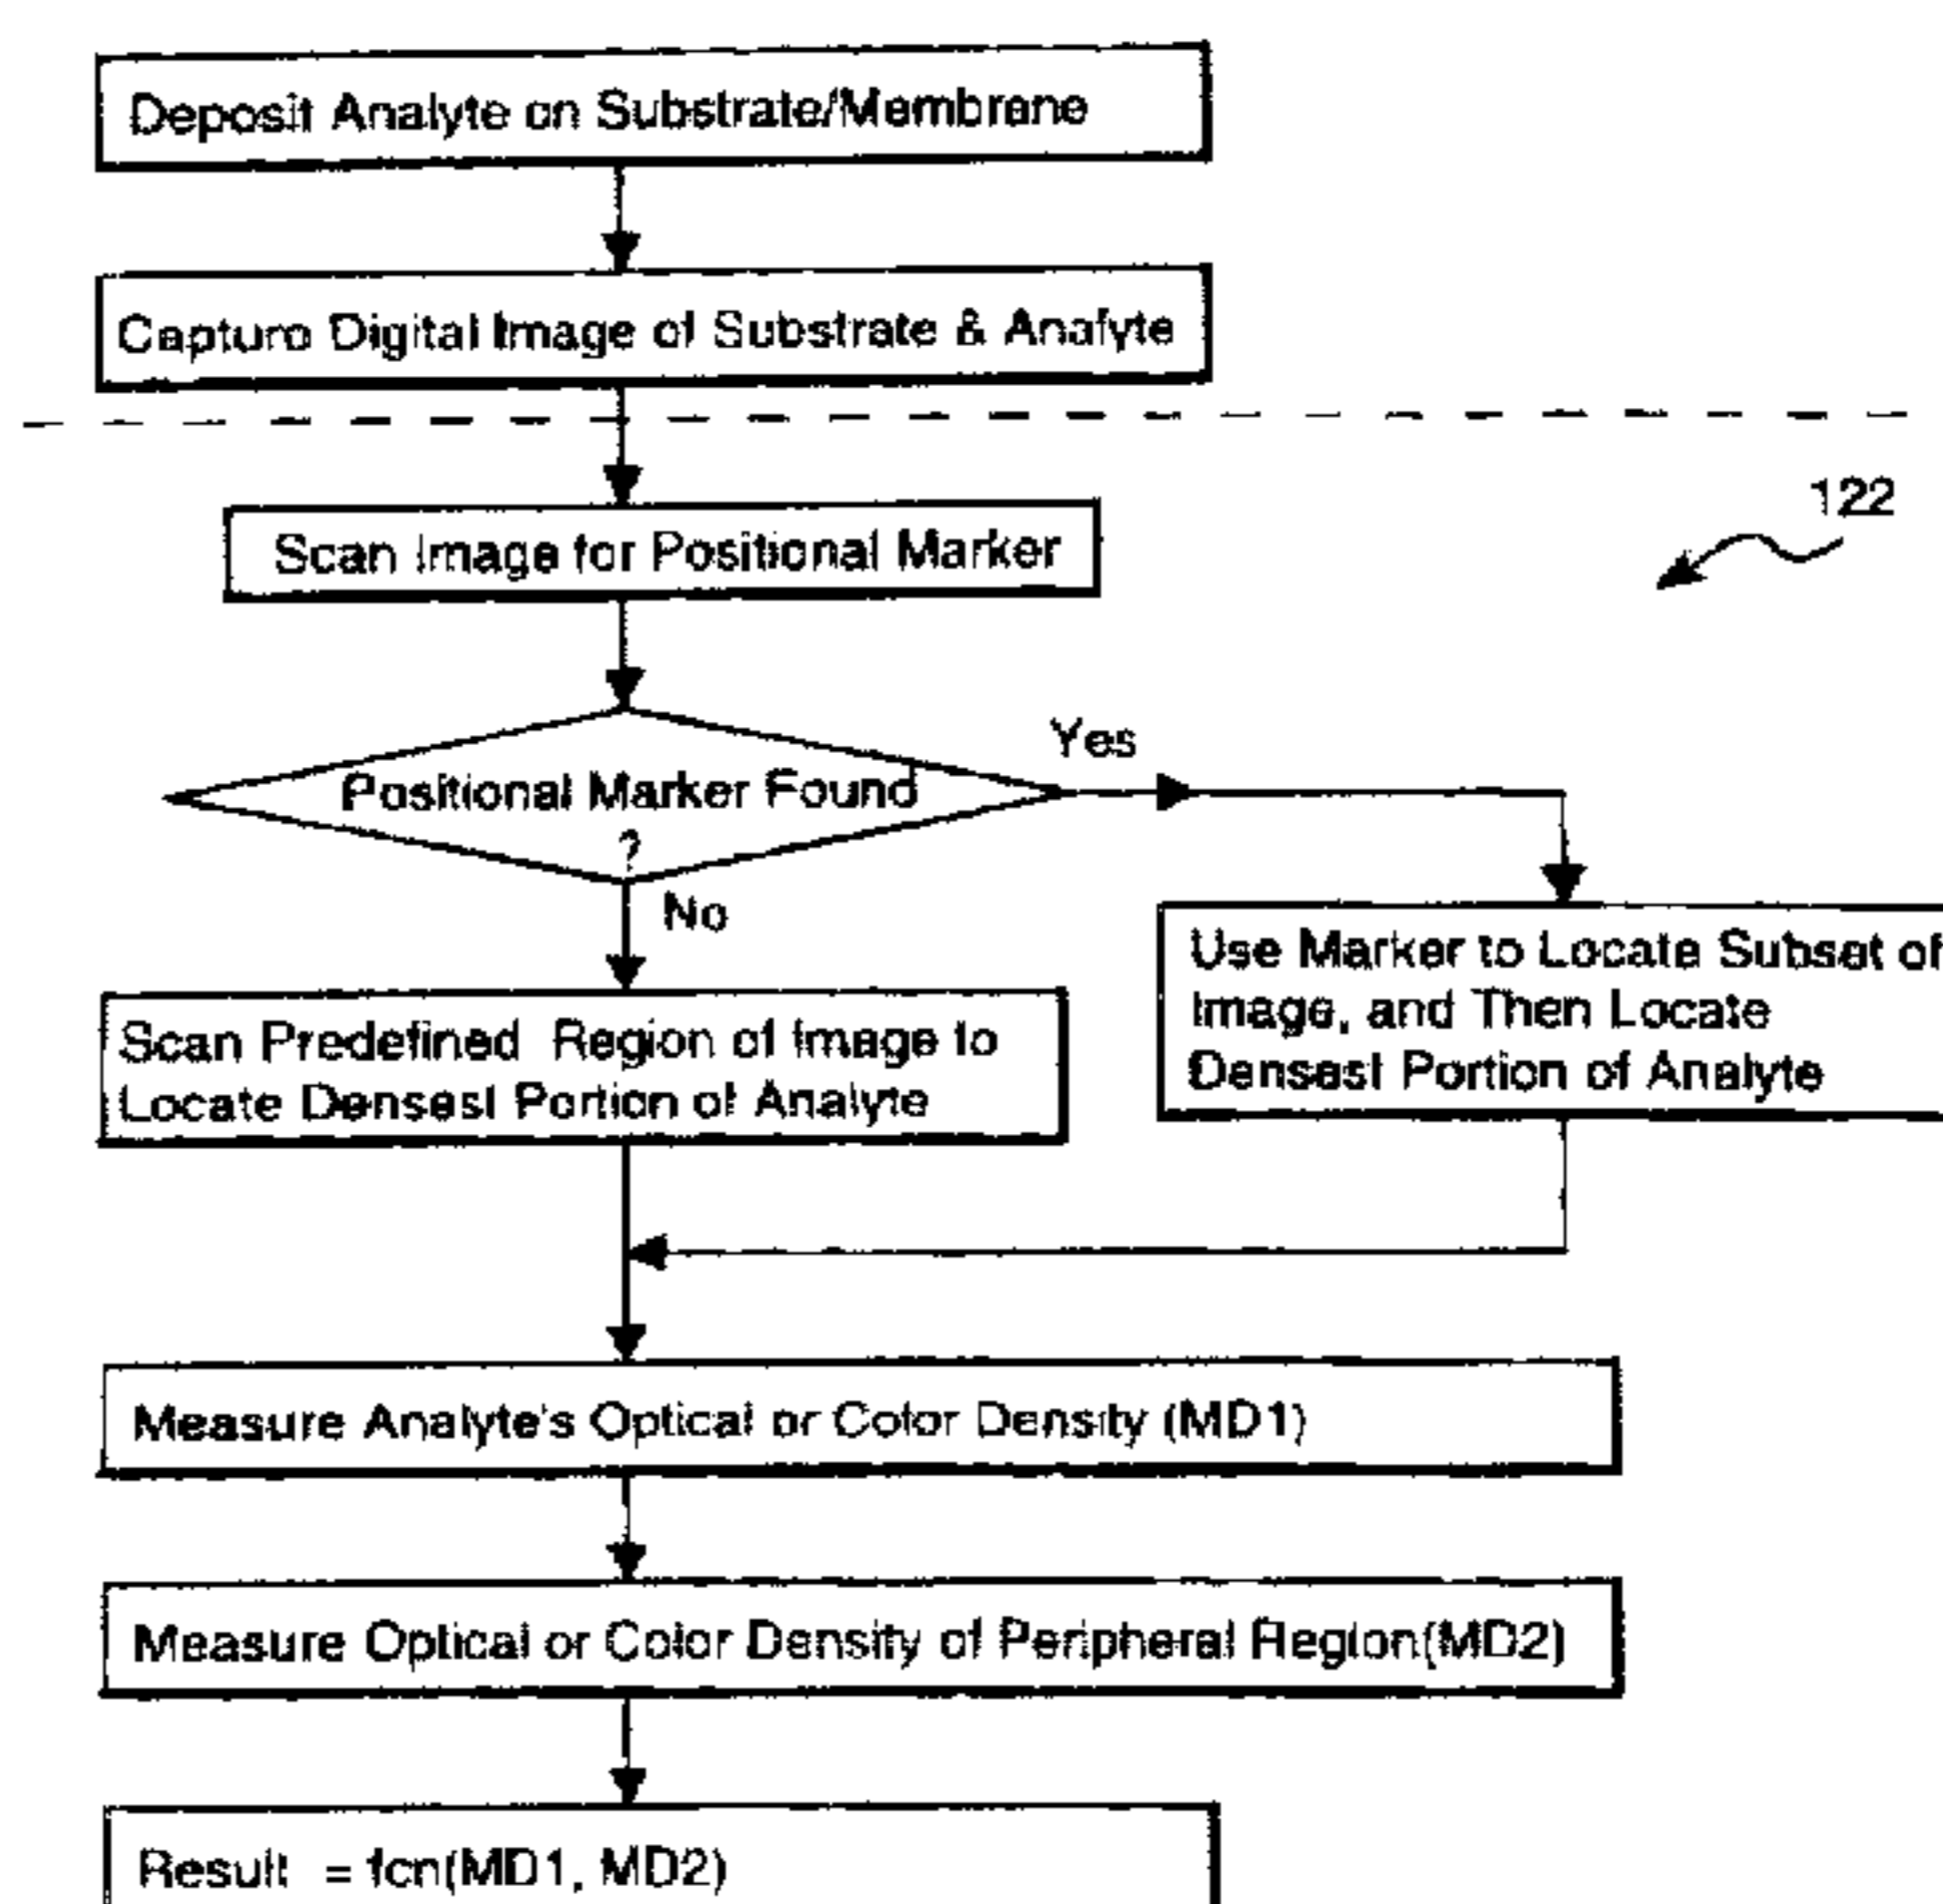 Deposit Analyte on Substrate/Membrane
Capture Digital Image of Substrate & Analyte
122
Scan Image for Positional Marker
Positional Marker Found
?
Yes
No
Use Marker to Locate Subset of
Image, and Then Locate
Densest Portion of Analyte
Scan Predefined Region of Image to
Locate Densest Portion of Analyte
Measure Analyte's Optical or Color Density (MD1)
Measure Optical or Color Density of Peripheral Region(MD2)
Result = fcn(MD1, MD2)